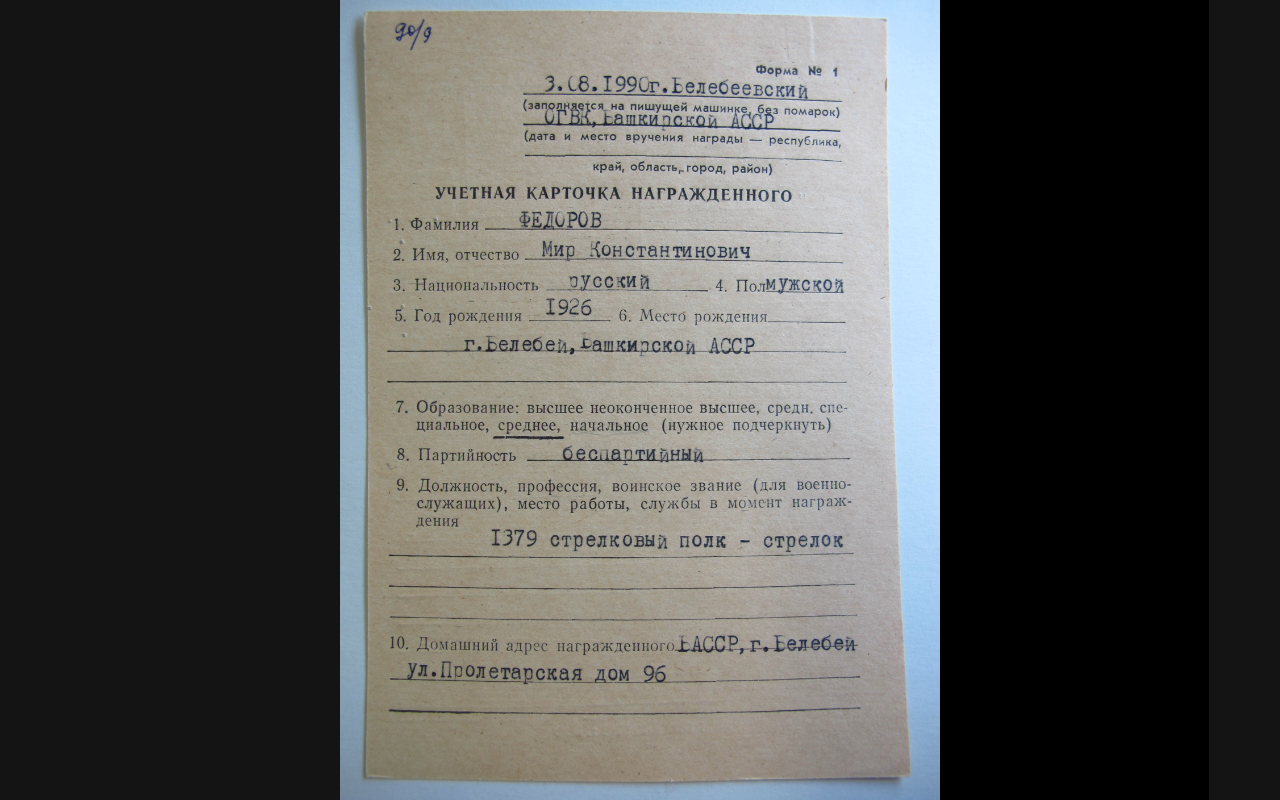 90/9
Форма № 1
3.08.1990г.Белебеевский
(заполняется на пишущей машинке, без помарок)
ОГВК,Башкирской АССР
(дата и место вручения награды — республика,
край, область, город, район)
УЧЕТНАЯ КАРТОЧКА НАГРАЖДЕННОГО
1. Фамилия ФЕДОРОВ
2. Имя, отчество Мир Константинович
3. Национальность русский 4. Пол мужской
5. Год рождения 1926 6. Место рождения
г.Белебей,Башкирской АССР
7. Образование: высшее неоконченное высшее, средн. спе-
циальное, среднее, начальное (нужное подчеркнуть)
8. Партийность беспартийный
9. Должность, профессия, воинское звание (для военно-
служащих), место работы, службы в момент награж-
дения
1379 стрелковый полк - стрелок
10. Домашний адрес награжденного БАССР,г.Белебей
ул.Пролетарская дом 96